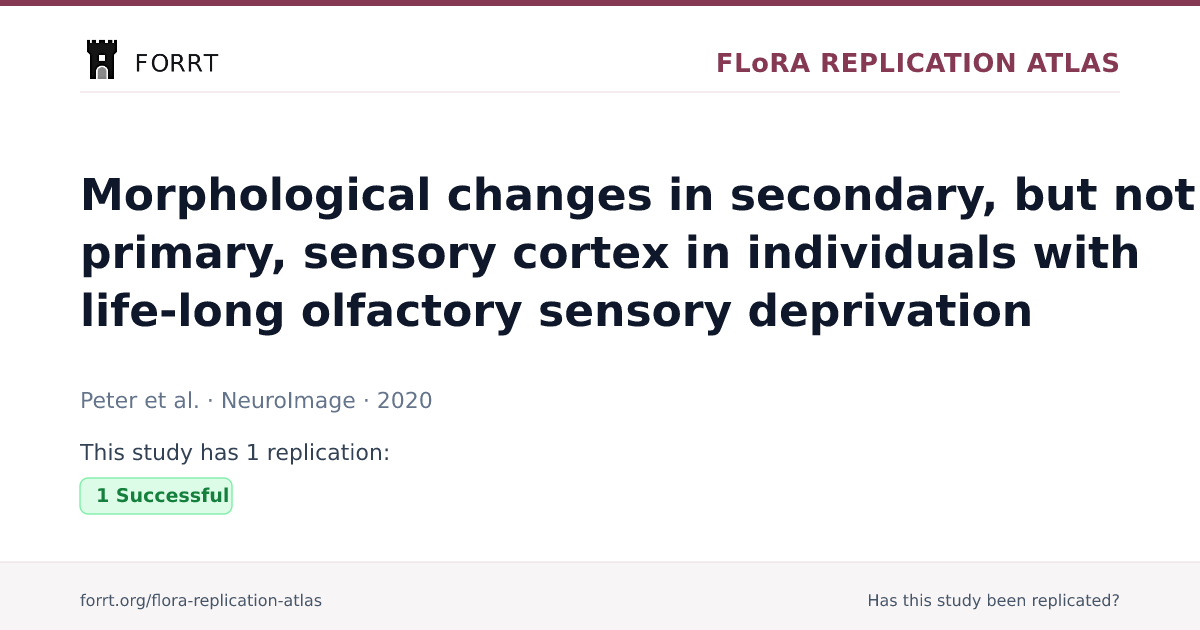 FORRT
FLoRA REPLICATION ATLAS
Morphological changes in secondary, but not
primary, sensory cortex in individuals with
life-long olfactory sensory deprivation
Peter et al. · NeuroImage · 2020
This study has 1 replication:
1 Successful
forrt.org/flora-replication-atlas
Has this study been replicated?